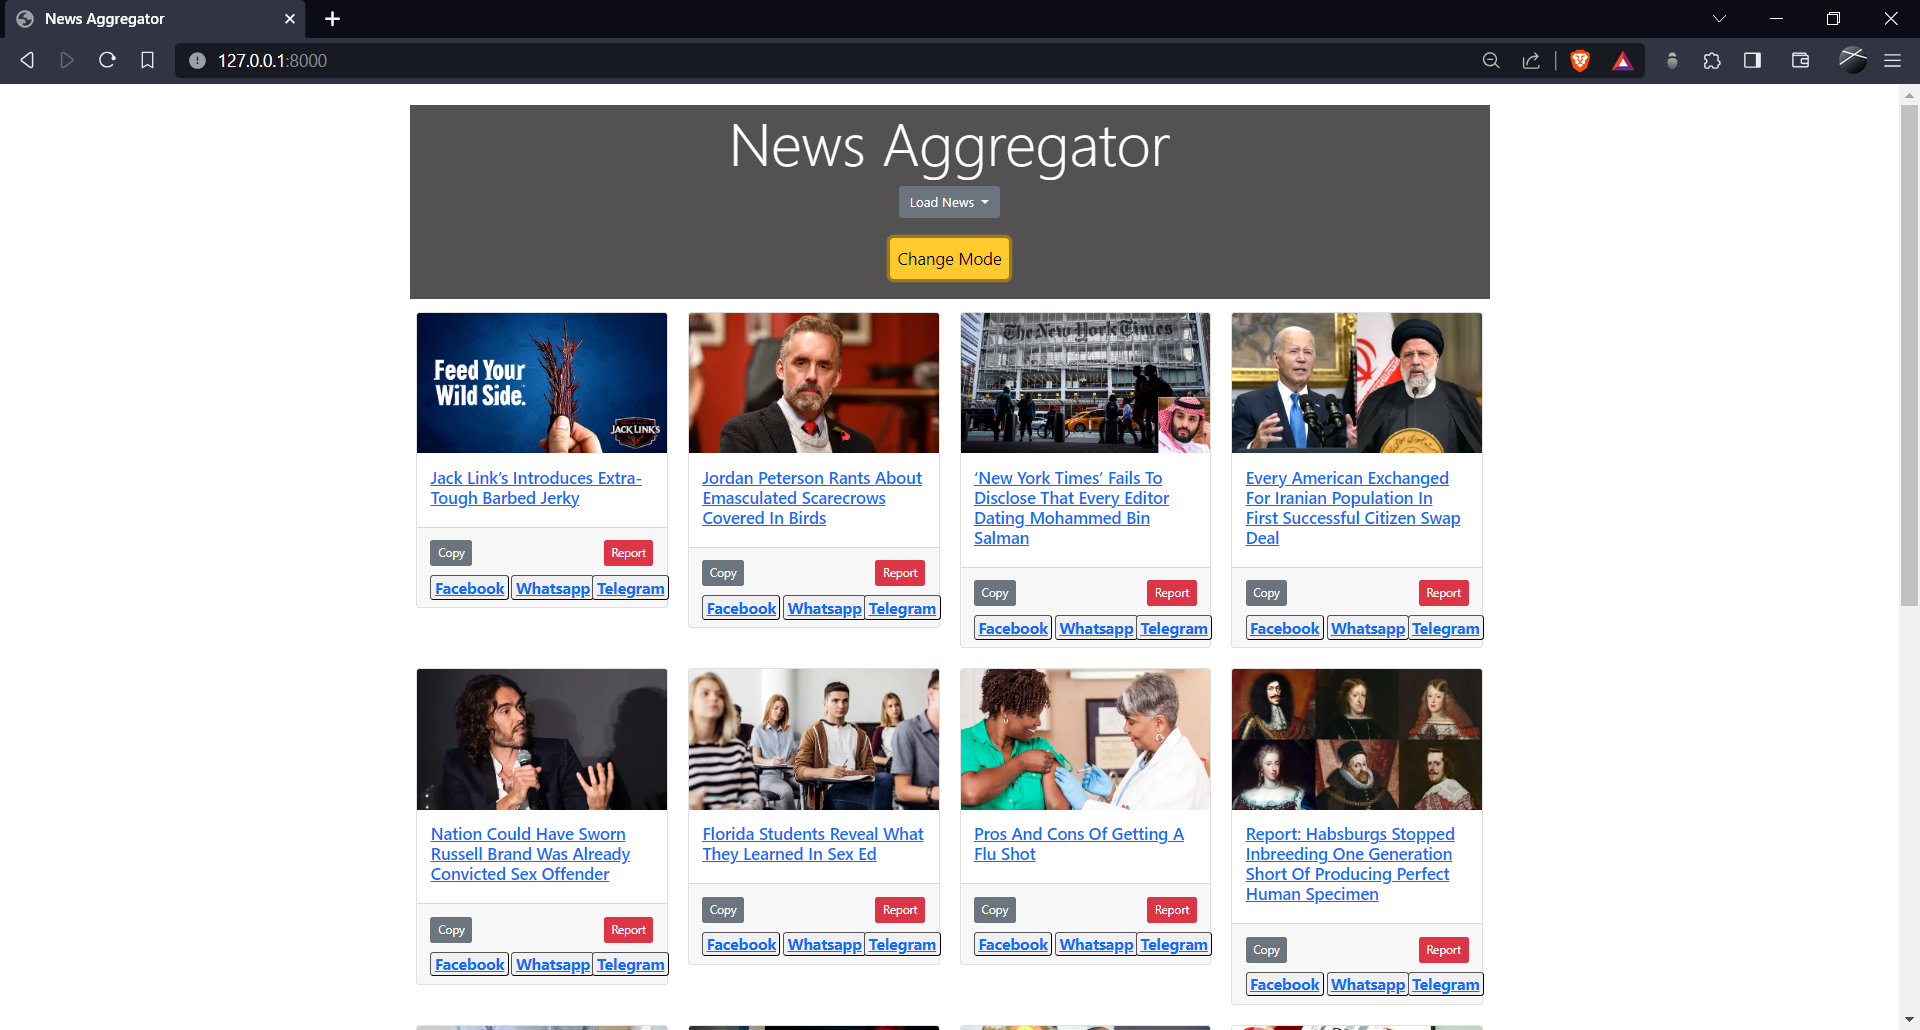 News Aggregator
127.0.0.1:8000
News Aggregator
Load News
Change Mode
Feed Your
Wild Side.
JACK LINK'S
The New York Times
Jack Link’s Introduces Extra-
Tough Barbed Jerky
Copy
Report
Facebook Whatsapp Telegram
Jordan Peterson Rants About
Emasculated Scarecrows
Covered In Birds
Copy
Report
Facebook Whatsapp Telegram
‘New York Times’ Fails To
Disclose That Every Editor
Dating Mohammed Bin
Salman
Copy
Report
Facebook Whatsapp Telegram
Every American Exchanged
For Iranian Population In
First Successful Citizen Swap
Deal
Copy
Report
Facebook Whatsapp Telegram
Nation Could Have Sworn
Russell Brand Was Already
Convicted Sex Offender
Copy
Report
Facebook Whatsapp Telegram
Florida Students Reveal What
They Learned In Sex Ed
Copy
Report
Facebook Whatsapp Telegram
Pros And Cons Of Getting A
Flu Shot
Copy
Report
Facebook Whatsapp Telegram
Report: Habsburgs Stopped
Inbreeding One Generation
Short Of Producing Perfect
Human Specimen
Copy
Report
Facebook Whatsapp Telegram